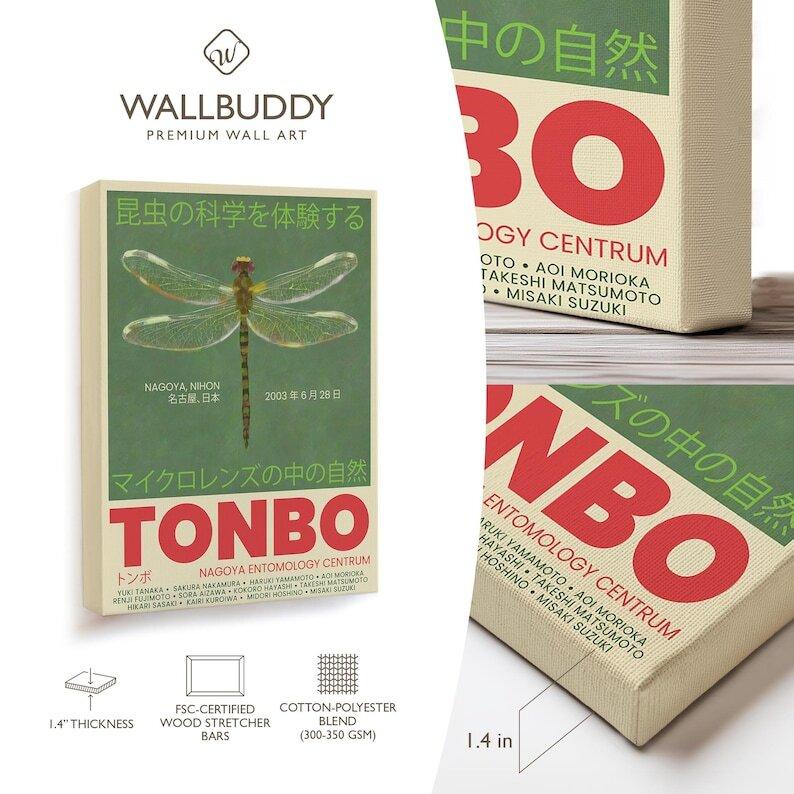 W
WALLBUDDY
PREMIUM WALL ART
昆虫の科学を体験する
NAGOYA, NIHON
名古屋、日本
2003 年 6 月 28 日
マイクロレンズの中の自然
TONBO
トンボ
NAGOYA ENTOMOLOGY CENTRUM
YUKI TANAKA • SAKURA NAKAMURA • HARUKI YAMAMOTO • AOI MORIOKA
RENJI FUJIMOTO • SORA AIZAWA • KOKORO HAYASHI • TAKESHI MATSUMOTO
HIKARI SASAKI • KAIRI KUROIWA • MIDORI HOSHINO • MISAKI SUZUKI
1.4" THICKNESS
FSC-CERTIFIED
WOOD STRETCHER
BARS
COTTON-POLYESTER
BLEND
(300-350 GSM)
中の自然
BO
OGY CENTRUM
OTO • AOI MORIOKA
TAKESHI MATSUMOTO
O • MISAKI SUZUKI
ンズの中の自然
ONBO
ENTOMOLOGY CENTRUM
ARUKI YAMAMOTO • AOI MORIOKA
HAYASHI • TAKESHI MATSUMOTO
HOSHINO • MISAKI SUZUKI
1.4 in